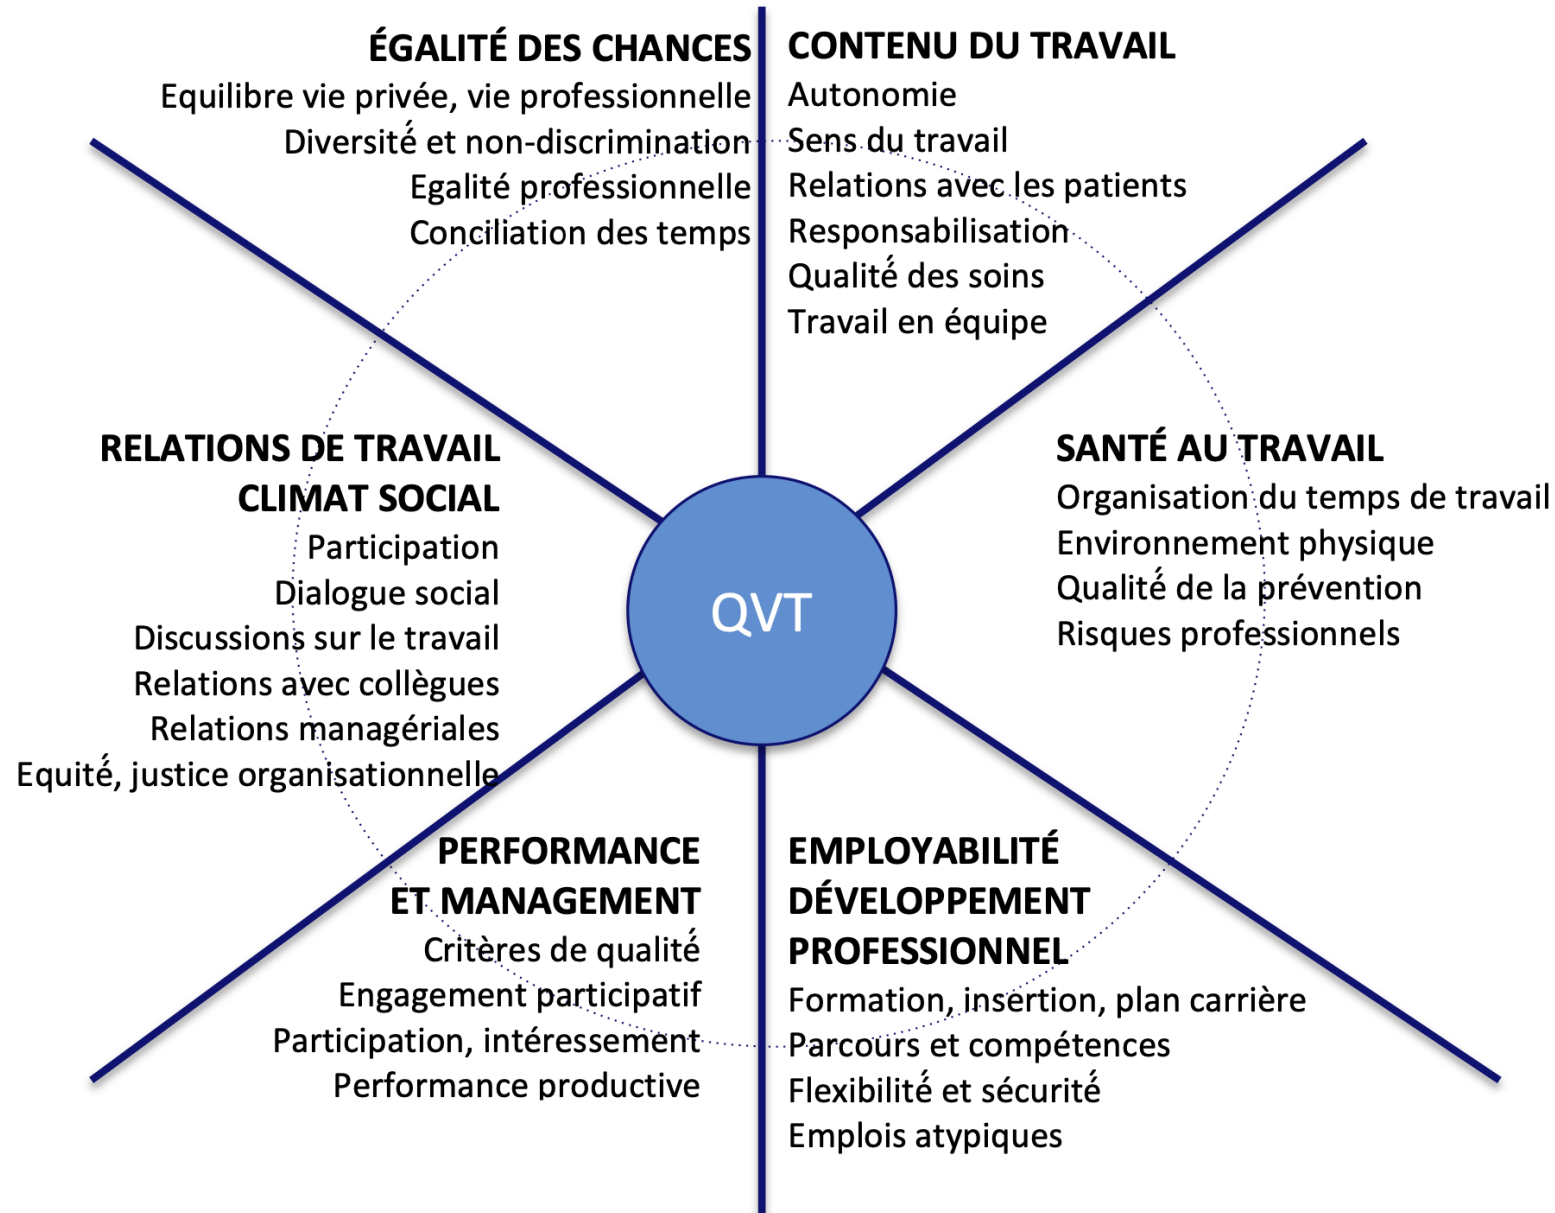 ÉGALITÉ DES CHANCES
Equilibre vie privée, vie professionnelle
Diversité et non-discrimination
Egalité professionnelle
Conciliation des temps
CONTENU DU TRAVAIL
Autonomie
Sens du travail
Relations avec les patients
Responsabilisation
Qualité des soins
Travail en équipe
RELATIONS DE TRAVAIL
CLIMAT SOCIAL
Participation
Dialogue social
Discussions sur le travail
Relations avec collègues
Relations managériales
Equité, justice organisationnelle
QVT
SANTÉ AU TRAVAIL
Organisation du temps de travail
Environnement physique
Qualité de la prévention
Risques professionnels
PERFORMANCE
ET MANAGEMENT
Critères de qualité
Engagement participatif
Participation, intéressement
Performance productive
EMPLOYABILITÉ
DÉVELOPPEMENT
PROFESSIONNEL
Formation, insertion, plan carrière
Parcours et compétences
Flexibilité et sécurité
Emplois atypiques